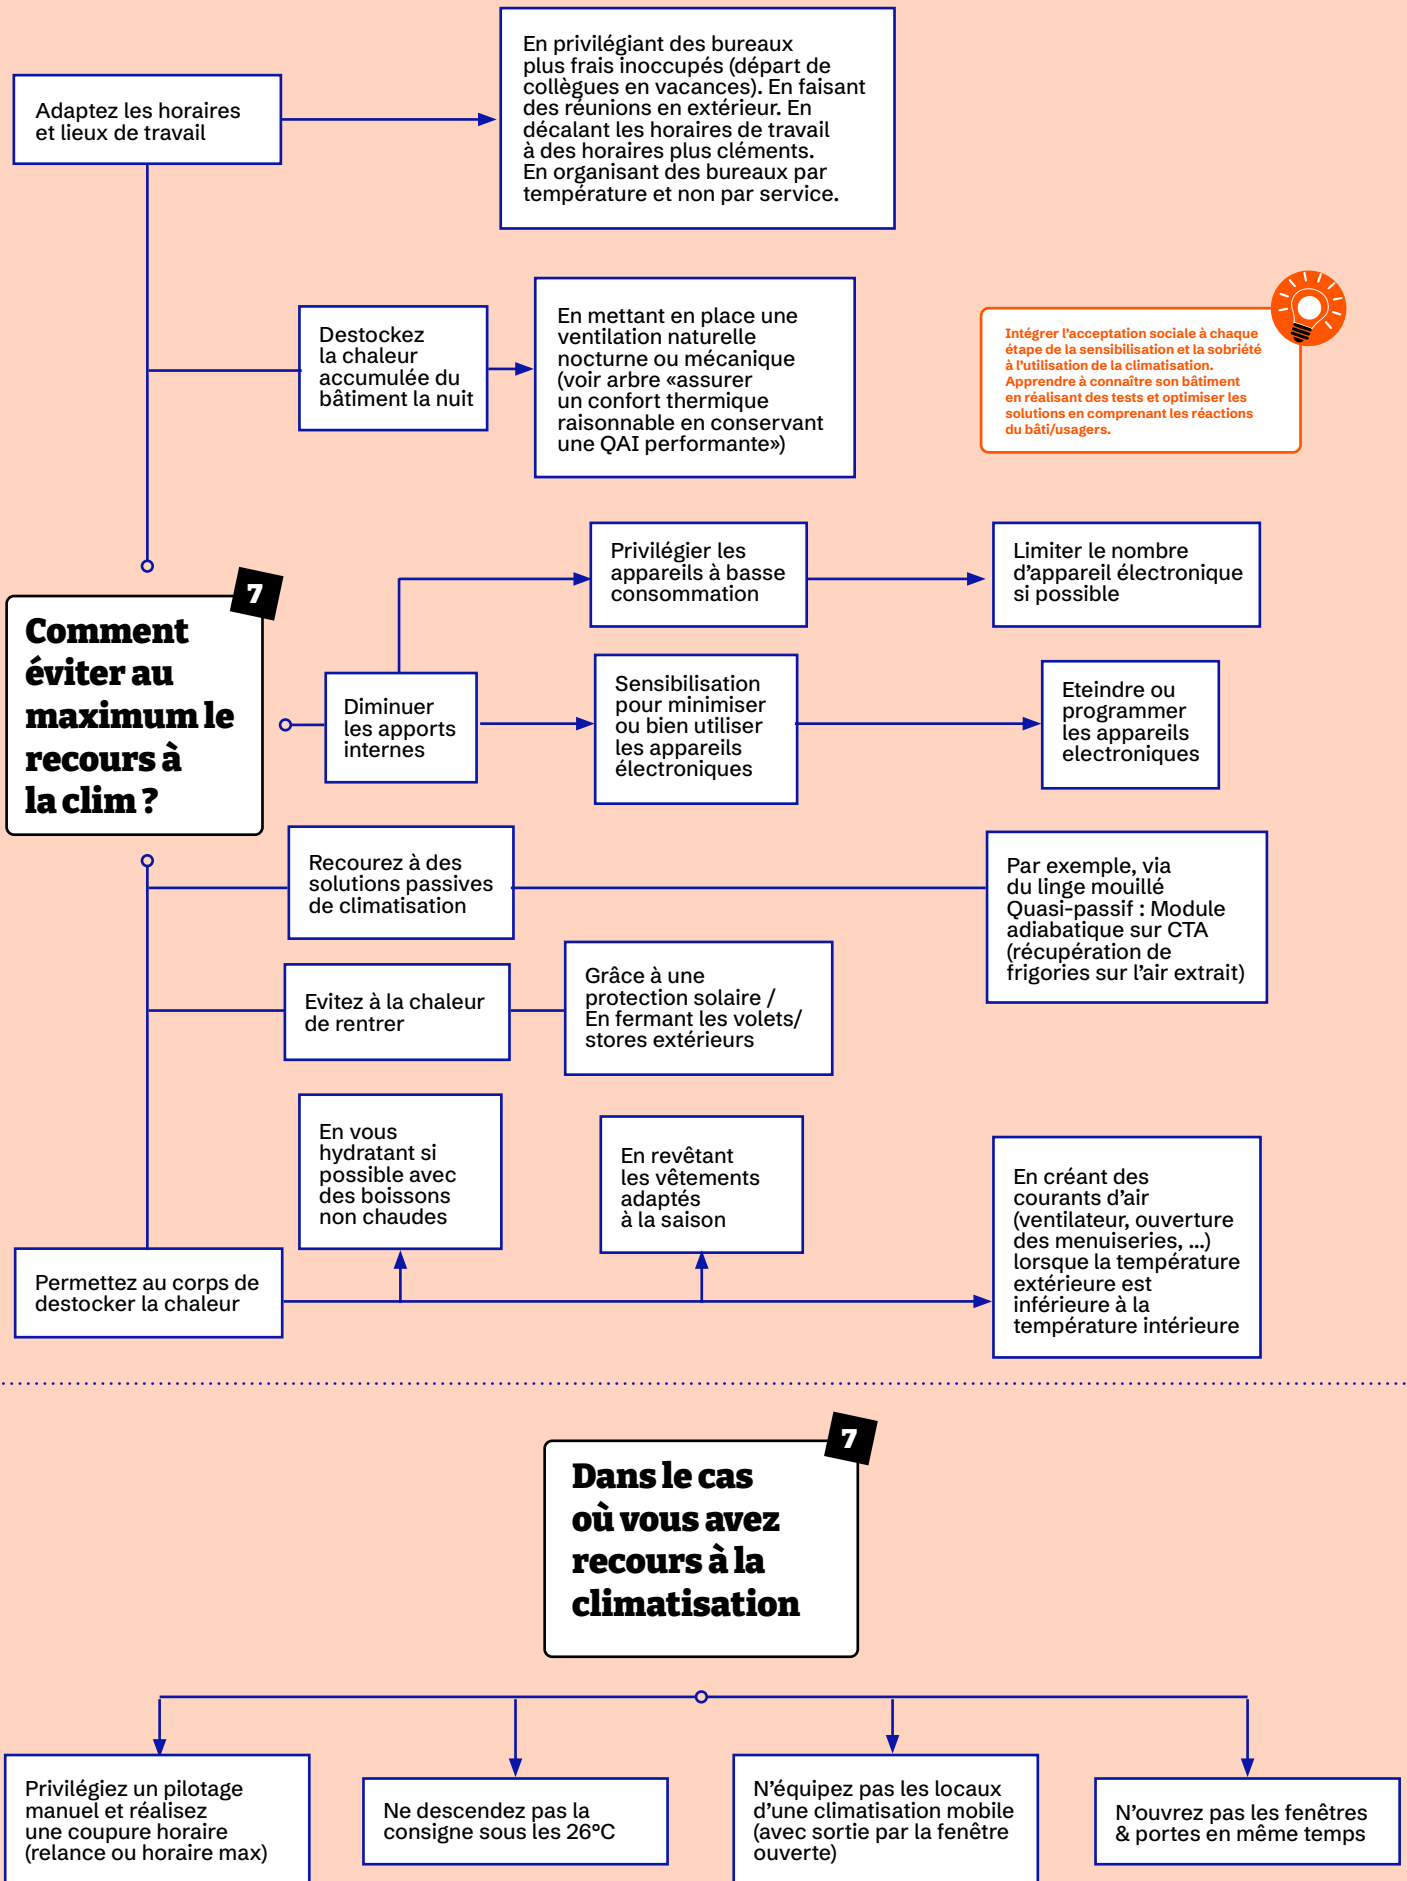 Adaptez les horaires
et lieux de travail
En privilégiant des bureaux
plus frais inoccupés (départ de
collègues en vacances). En faisant
des réunions en extérieur. En
décalant les horaires de travail
à des horaires plus cléments.
En organisant des bureaux par
température et non par service.
Destockez
la chaleur
accumulée du
bâtiment la nuit
En mettant en place une
ventilation naturelle
nocturne ou mécanique
(voir arbre «assurer
un confort thermique
raisonnable en conservant
une QAI performante»)
Intégrer l'acceptation sociale à chaque
étape de la sensibilisation et la sobriété
à l'utilisation de la climatisation.
Apprendre à connaître son bâtiment
en réalisant des tests et optimiser les
solutions en comprenant les réactions
du bâti/usagers.
7
Comment
éviter au
maximum le
recours à
la clim ?
Diminuer
les apports
internes
Privilégier les
appareils à basse
consommation
Limiter le nombre
d'appareil électronique
si possible
Sensibilisation
pour minimiser
ou bien utiliser
les appareils
électroniques
Eteindre ou
programmer
les appareils
electroniques
Recourez à des
solutions passives
de climatisation
Par exemple, via
du linge mouillé
Quasi-passif : Module
adiabatique sur CTA
(récupération de
frigories sur l'air extrait)
Evitez à la chaleur
de rentrer
Grâce à une
protection solaire /
En fermant les volets/
stores extérieurs
Permettez au corps de
destocker la chaleur
En vous
hydratant si
possible avec
des boissons
non chaudes
En revêtant
les vêtements
adaptés
à la saison
En créant des
courants d'air
(ventilateur, ouverture
des menuiseries, ...)
lorsque la température
extérieure est
inférieure à la
température intérieure
7
Dans le cas
où vous avez
recours à la
climatisation
Privilégiez un pilotage
manuel et réalisez
une coupure horaire
(relance ou horaire max)
Ne descendez pas la
consigne sous les 26°C
N'équipez pas les locaux
d'une climatisation mobile
(avec sortie par la fenêtre
ouverte)
N'ouvrez pas les fenêtres
& portes en même temps